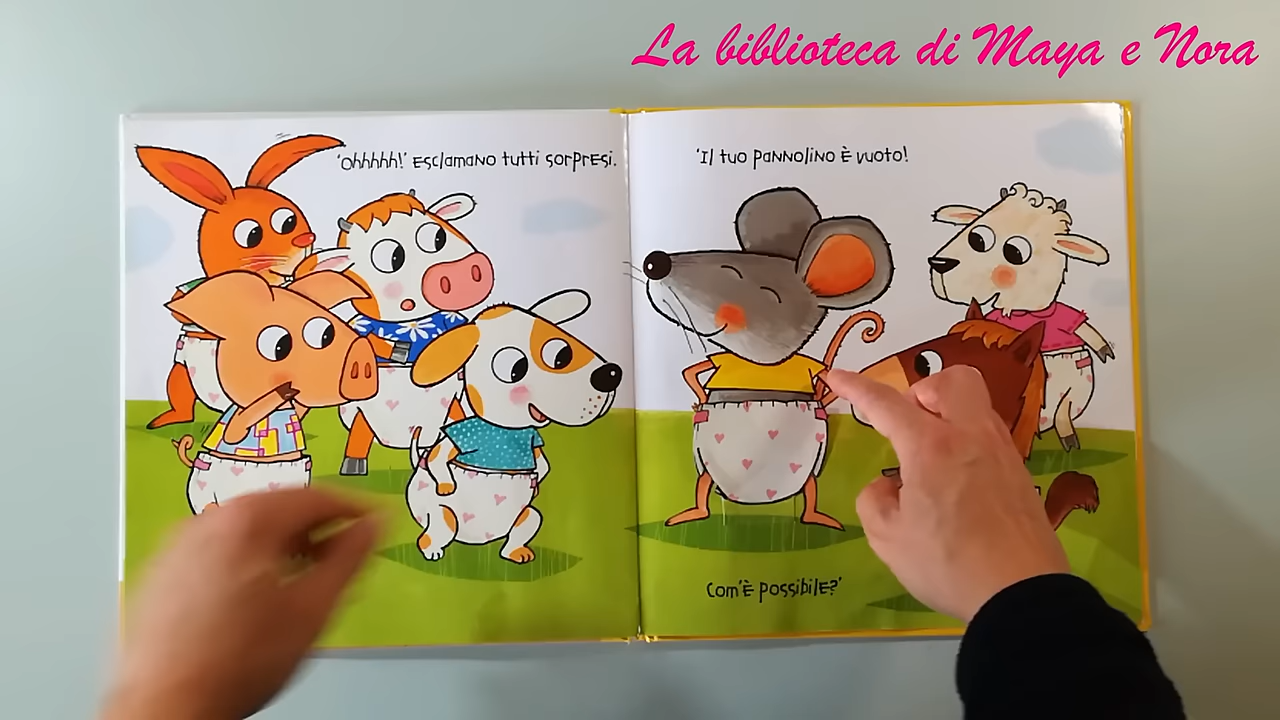 La biblioteca di Maya e Nora
'Ohhhhh!' esclamano tutti sorpresi.
'Il tuo pannolino è vuoto!
Com'è possibile?'